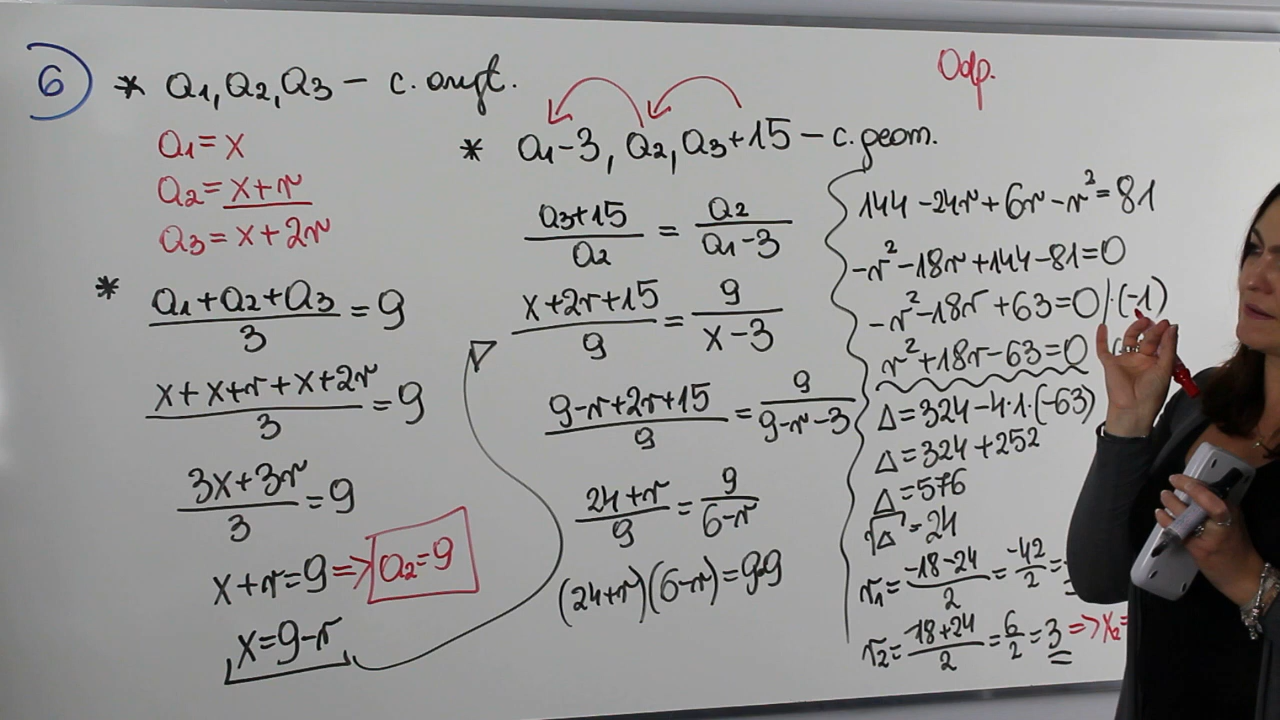 6
* a1, a2, a3 – c. aryt.
a1 = x
a2 = x+r
a3 = x+2r
* (a1+a2+a3)/3 = 9
(x+x+r+x+2r)/3 = 9
(3x+3r)/3 = 9
x+r=9 => a2=9
x=9-r
* a1-3, a2, a3+15 – c. geom.
(a3+15)/a2 = a2/(a1-3)
(x+2r+15)/9 = 9/(x-3)
(9-r+2r+15)/9 = 9/(9-r-3)
(24+r)/9 = 9/(6-r)
(24+r)(6-r)=9·9
Odp.
144-24r+6r-r²=81
-r²-18r+144-81=0
-r²-18r+63=0 /·(-1)
r²+18r-63=0
Δ=324-4·1·(-63)
Δ=324+252
Δ=576
√Δ=24
r1=(-18-24)/2=-42/2=
r2=(-18+24)/2=6/2=3 => x2=